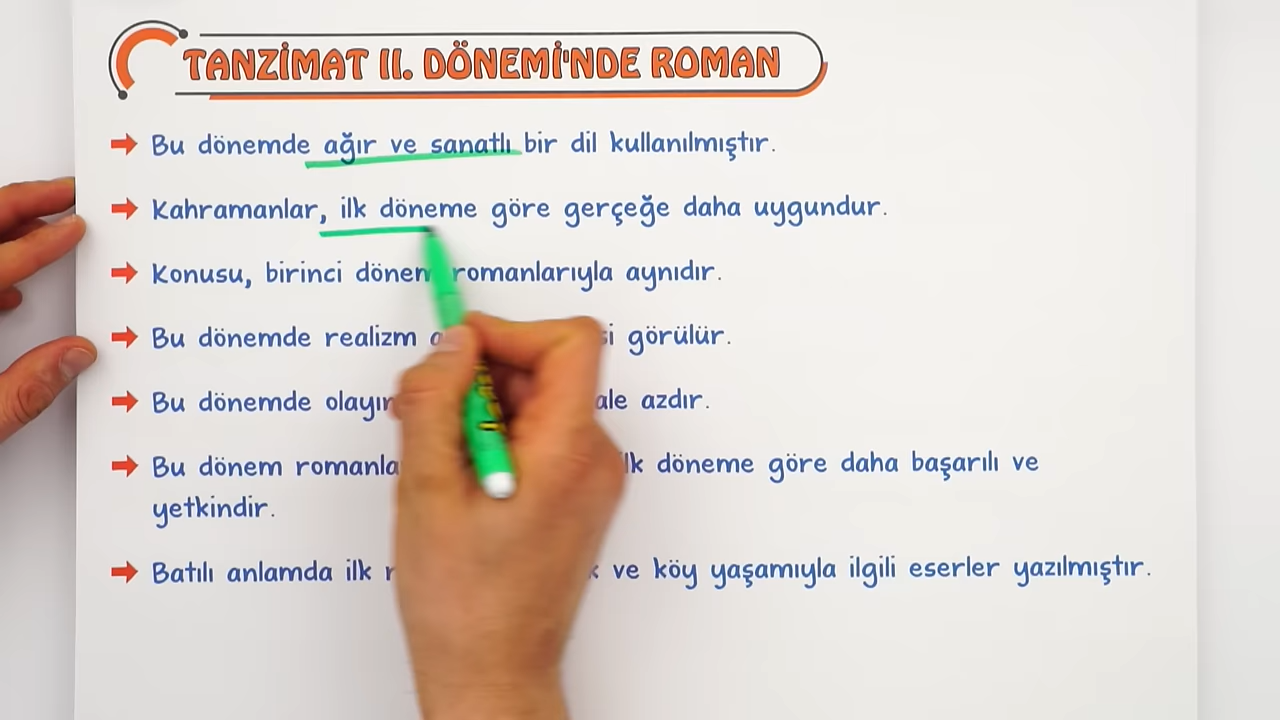 TANZİMAT II. DÖNEMİ'NDE ROMAN
Bu dönemde ağır ve sanatlı bir dil kullanılmıştır.
Kahramanlar, ilk döneme göre gerçeğe daha uygundur.
Konusu, birinci dönem romanlarıyla aynıdır.
Bu dönemde realizm görülür.
Bu dönemde azdır.
Bu dönem ilk döneme göre daha başarılı ve
yetkindir.
Batılı anlamda ilk ve köy yaşamıyla ilgili eserler yazılmıştır.